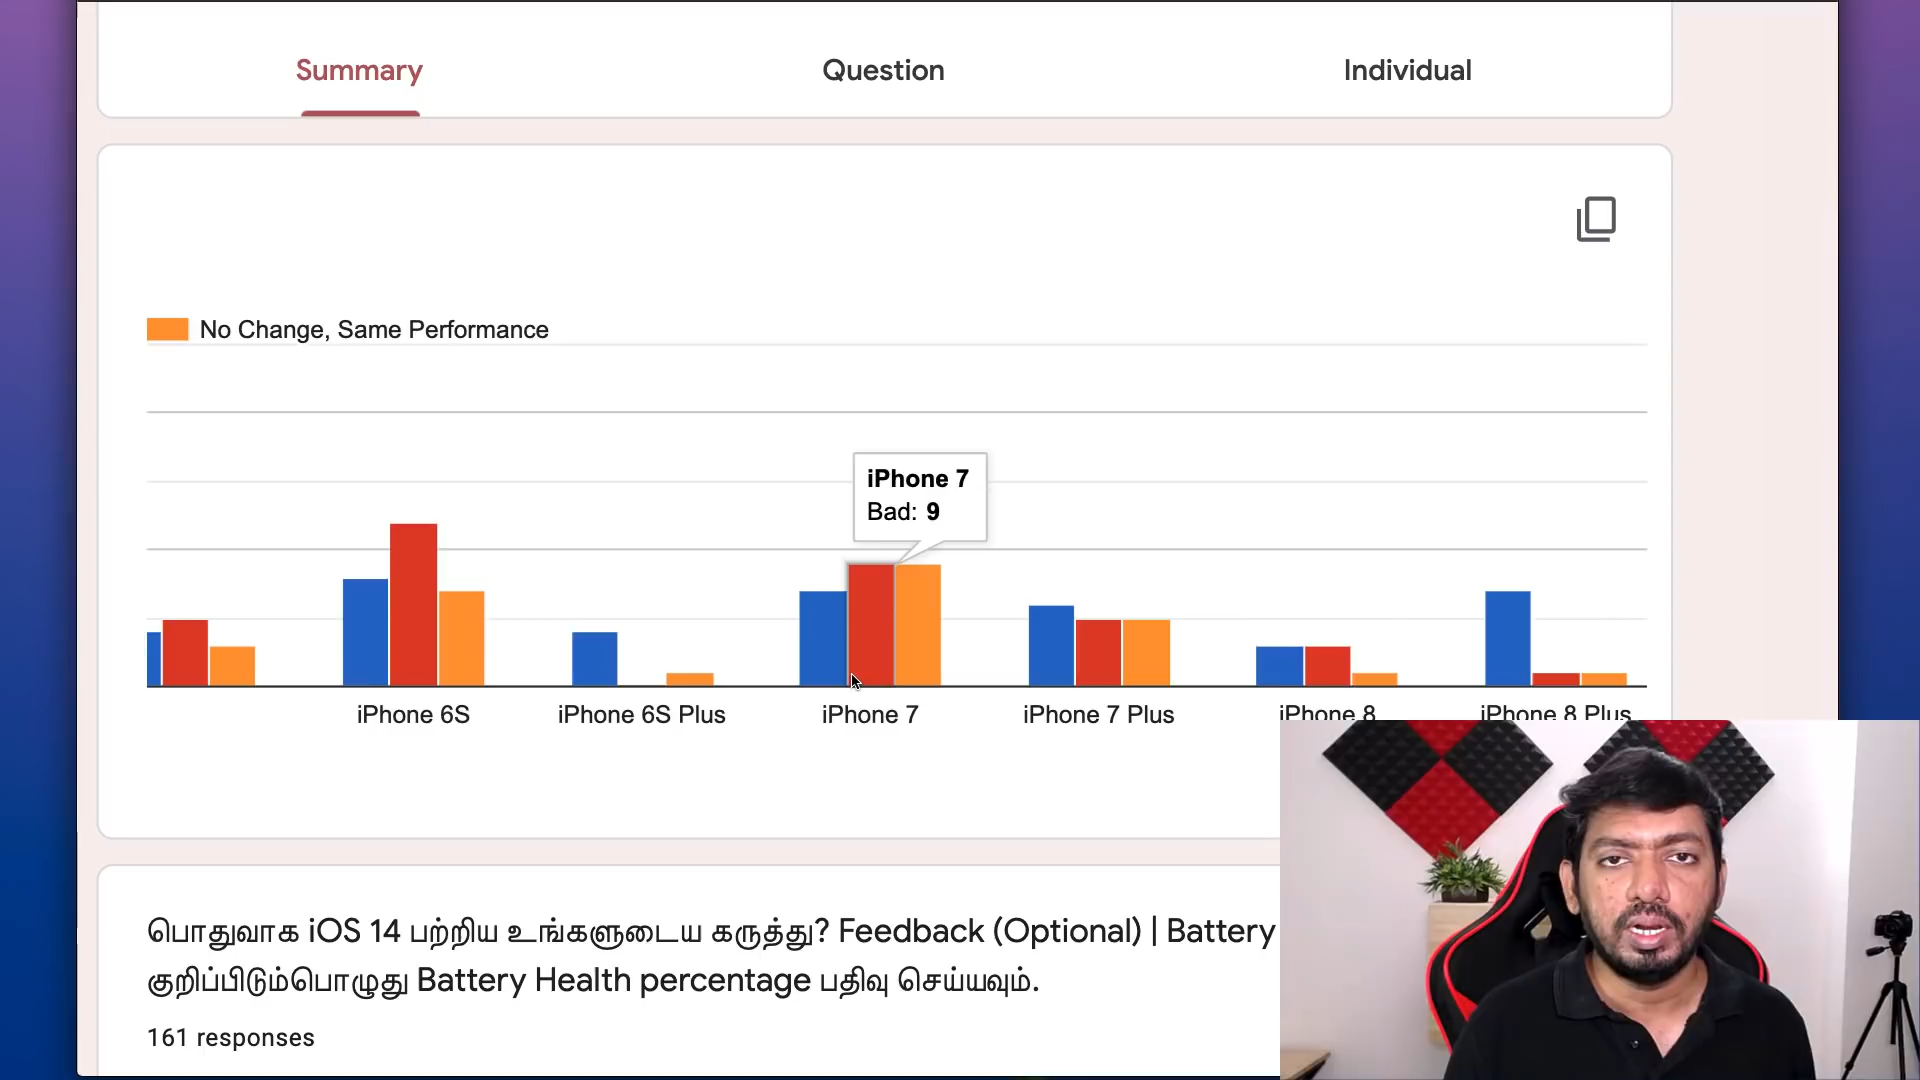 Summary
Question
Individual
No Change, Same Performance
iPhone 7
Bad: 9
iPhone 6S
iPhone 6S Plus
iPhone 7
iPhone 7 Plus
iPhone 8
iPhone 8 Plus
பொதுவாக iOS 14 பற்றிய உங்களுடைய கருத்து? Feedback (Optional) | Battery
குறிப்பிடும்பொழுது Battery Health percentage பதிவு செய்யவும்.
161 responses